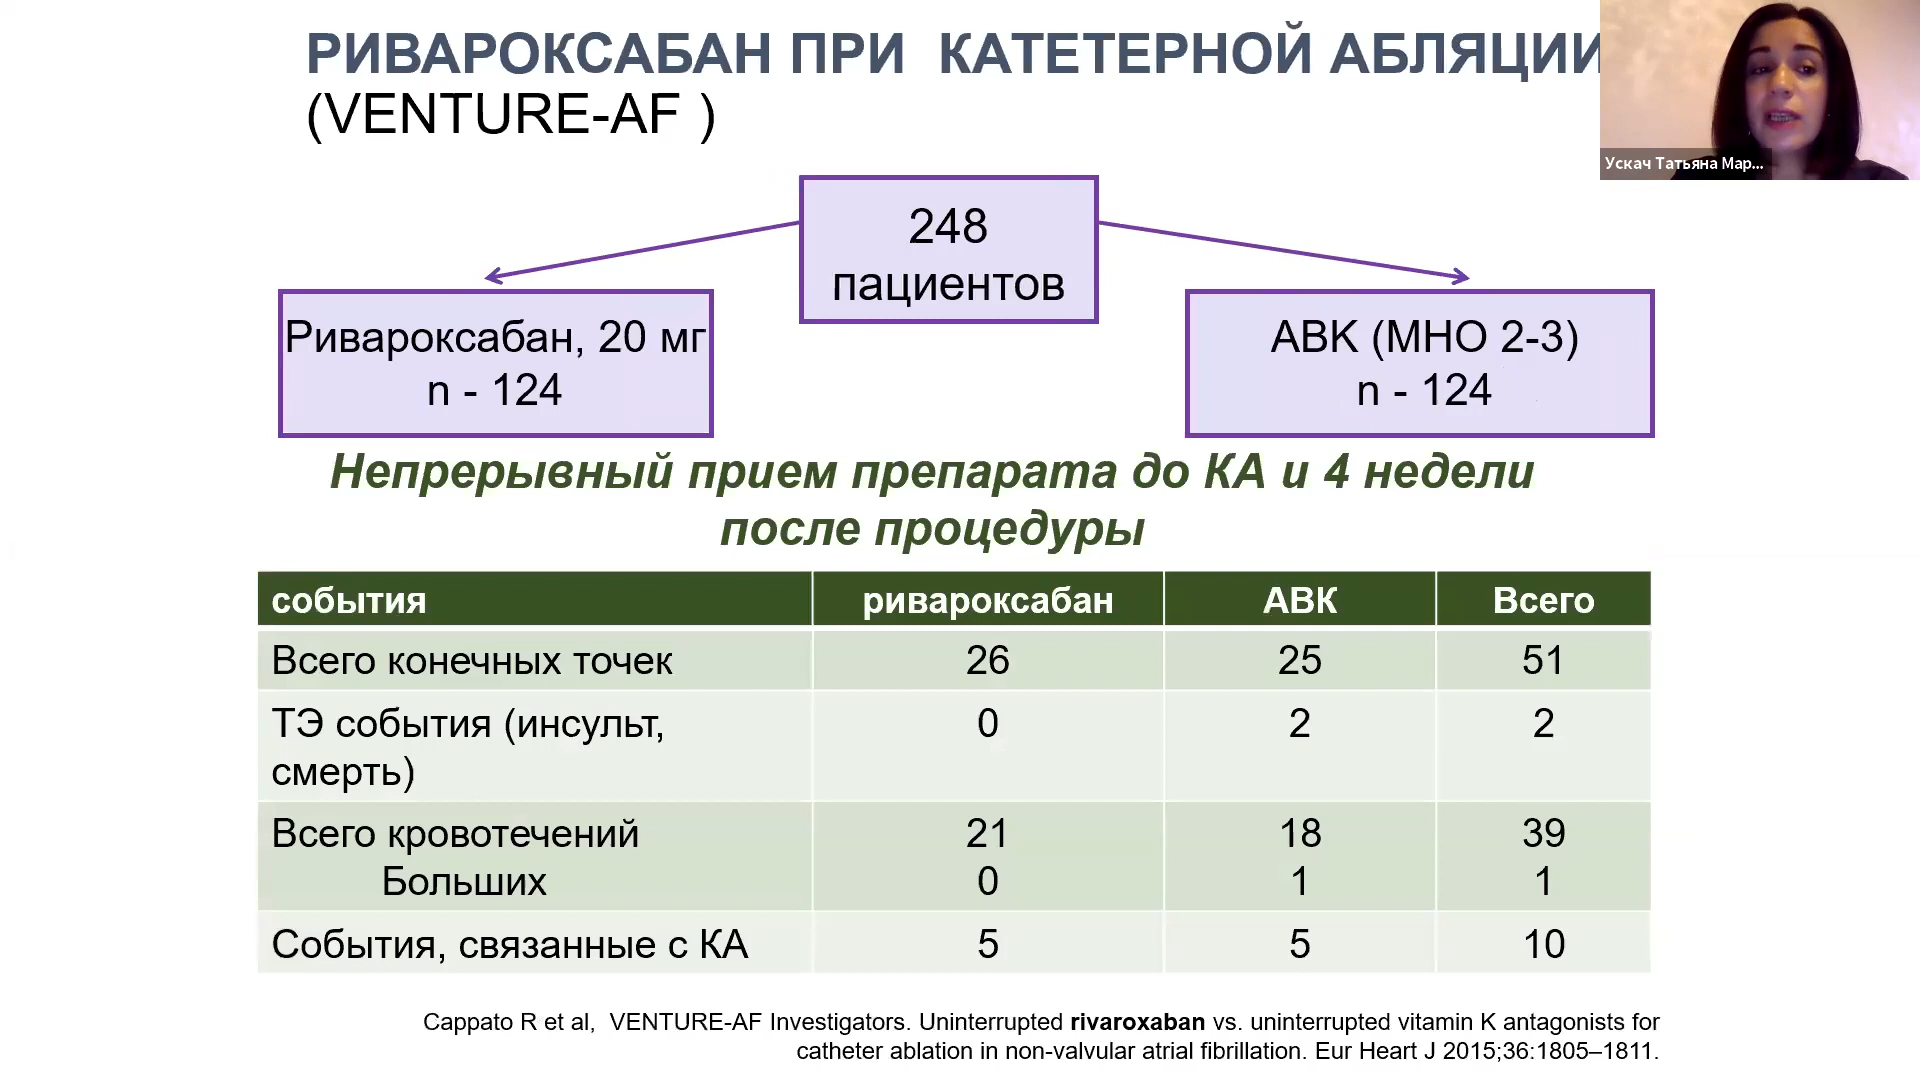 РИВАРОКСАБАН ПРИ КАТЕТЕРНОЙ АБЛЯЦИИ
(VENTURE-AF )
Ускач Татьяна Мар...
248
пациентов
Ривароксабан, 20 мг
n - 124
АВК (МНО 2-3)
n - 124
Непрерывный прием препарата до КА и 4 недели
после процедуры
события ривароксабан АВК Всего
Всего конечных точек 26 25 51
ТЭ события (инсульт, 0 2 2
смерть)
Всего кровотечений 21 18 39
Больших 0 1 1
События, связанные с КА 5 5 10
Cappato R et al, VENTURE-AF Investigators. Uninterrupted rivaroxaban vs. uninterrupted vitamin K antagonists for
catheter ablation in non-valvular atrial fibrillation. Eur Heart J 2015;36:1805–1811.